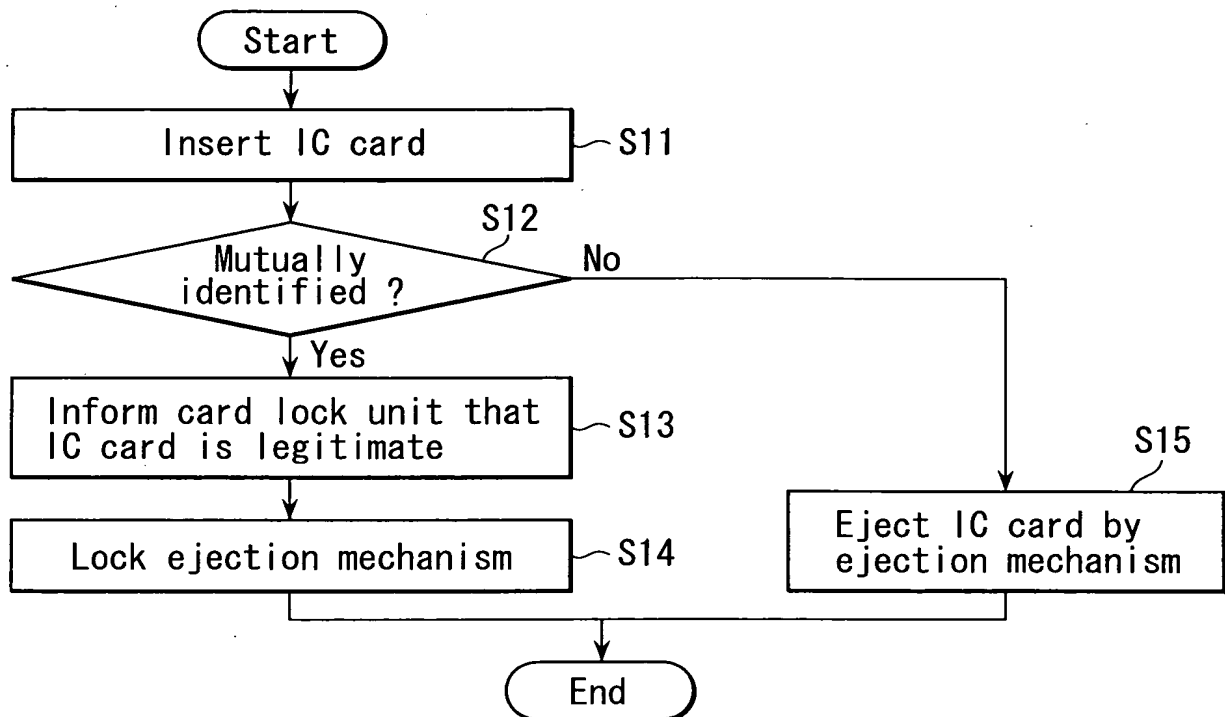 Start
Insert IC card
S11
S12
Mutually
identified ?
No
Yes
Inform card lock unit that
IC card is legitimate
S13
S15
Lock ejection mechanism
S14
Eject IC card by
ejection mechanism
End